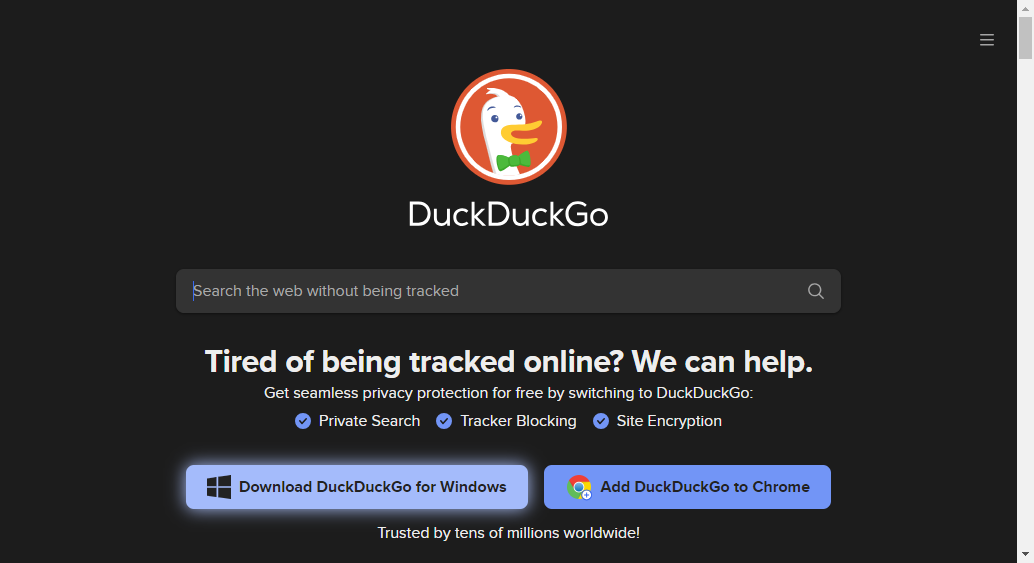 DuckDuckGo
Search the web without being tracked
Tired of being tracked online? We can help.
Get seamless privacy protection for free by switching to DuckDuckGo:
Private Search Tracker Blocking Site Encryption
Download DuckDuckGo for Windows Add DuckDuckGo to Chrome
Trusted by tens of millions worldwide!